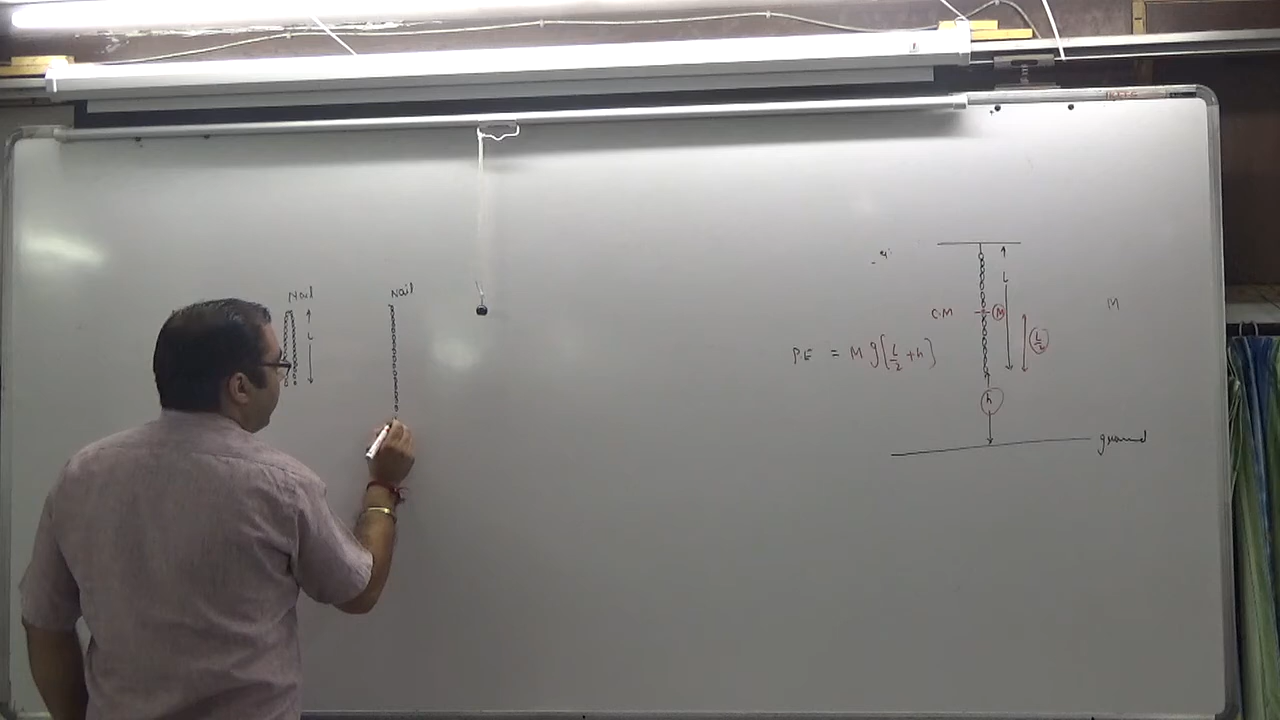 Nail
L
Nail
L
C.M
M
L/2
M
PE = Mg[L/2 + h]
h
ground